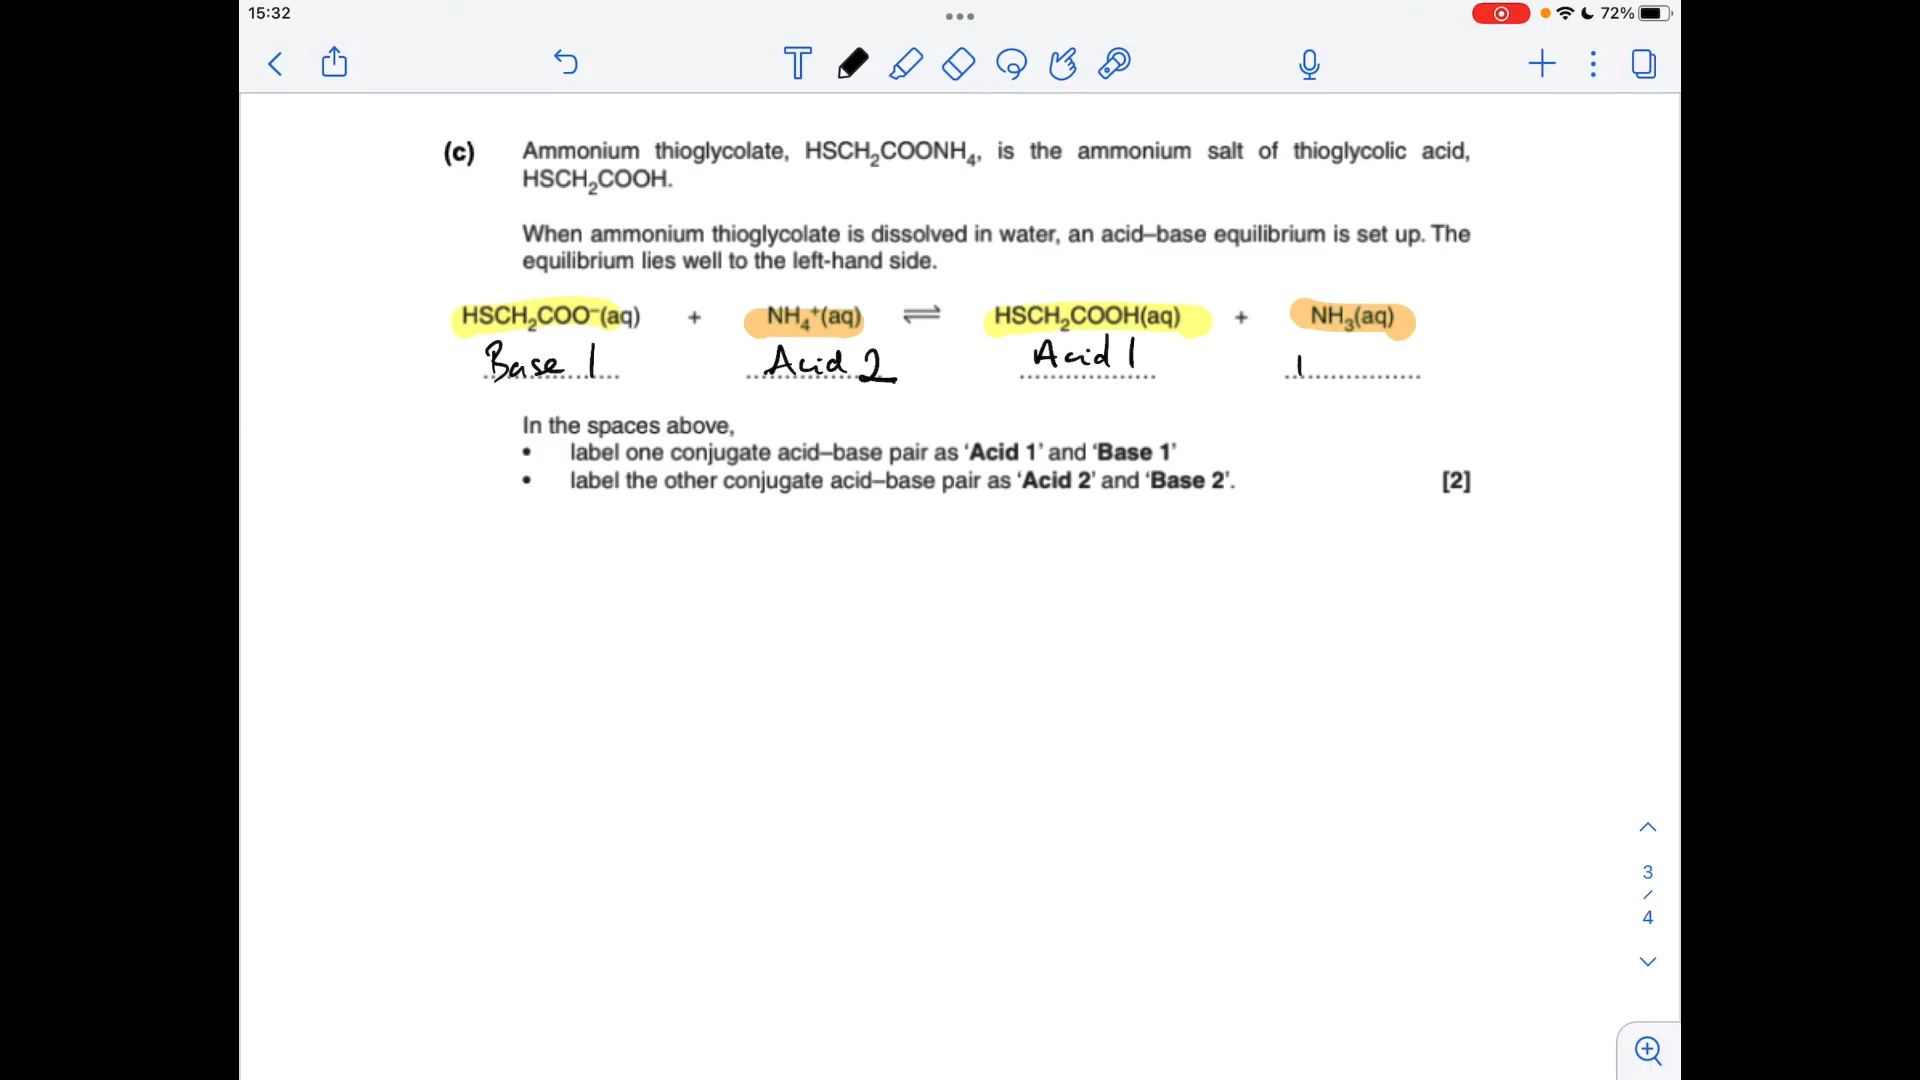 15:32
72%
(c) Ammonium thioglycolate, HSCH₂COONH₄, is the ammonium salt of thioglycolic acid,
HSCH₂COOH.
When ammonium thioglycolate is dissolved in water, an acid–base equilibrium is set up. The
equilibrium lies well to the left-hand side.
HSCH₂COO⁻(aq) + NH₄⁺(aq) ⇌ HSCH₂COOH(aq) + NH₃(aq)
Base 1 Acid 2 Acid 1
In the spaces above,
• label one conjugate acid–base pair as ‘Acid 1’ and ‘Base 1’
• label the other conjugate acid–base pair as ‘Acid 2’ and ‘Base 2’. [2]
3
/
4